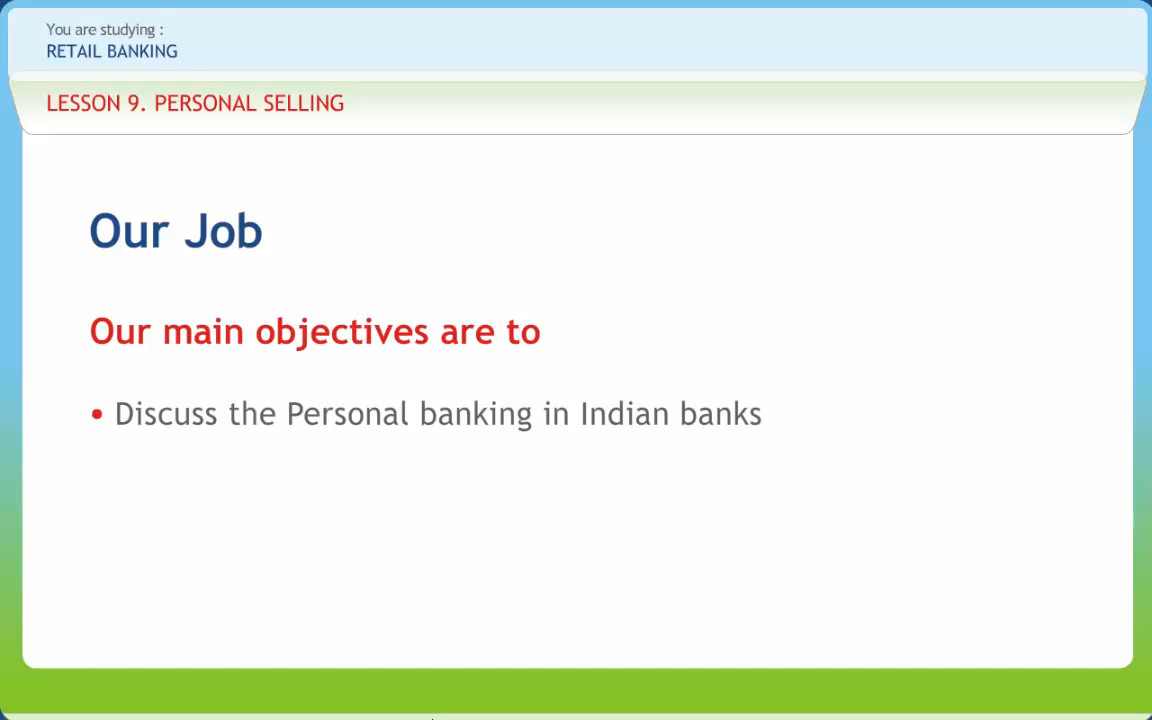 You are studying :
RETAIL BANKING
LESSON 9. PERSONAL SELLING
Our Job
Our main objectives are to
• Discuss the Personal banking in Indian banks